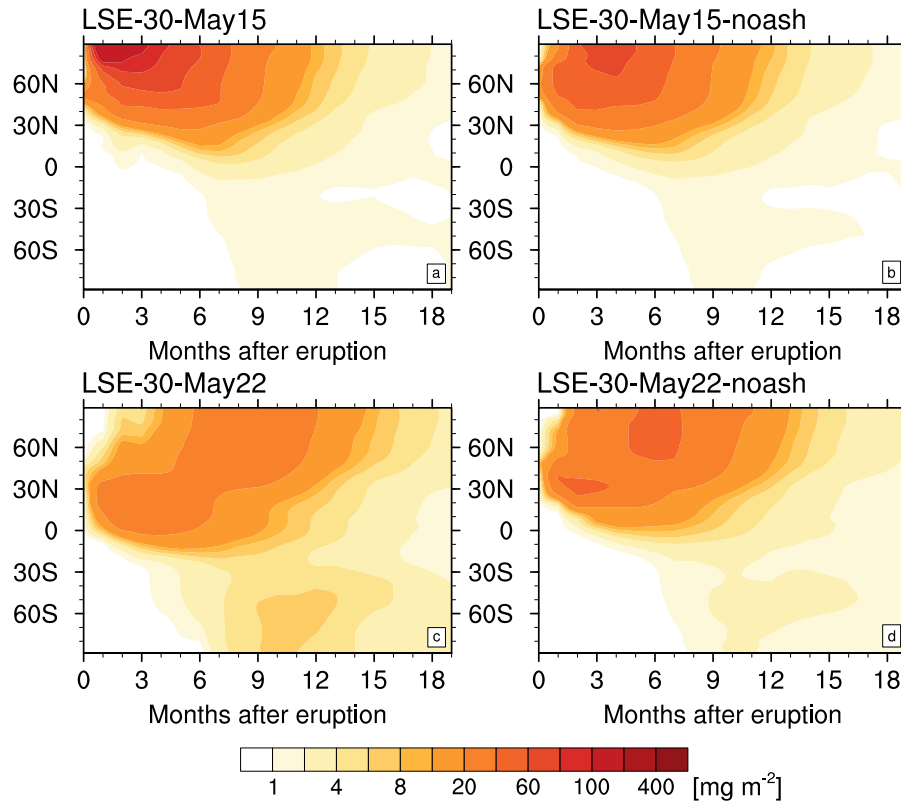 LSE-30-May15 LSE-30-May15-noash
60N
30N
0
30S
60S
60N
30N
0
30S
60S
a
b
0 3 6 9 12 15 18
0 3 6 9 12 15 18
Months after eruption Months after eruption
LSE-30-May22 LSE-30-May22-noash
60N
30N
0
30S
60S
60N
30N
0
30S
60S
c
d
0 3 6 9 12 15 18
0 3 6 9 12 15 18
Months after eruption Months after eruption
1 4 8 20 60 100 400 [mg m⁻²]